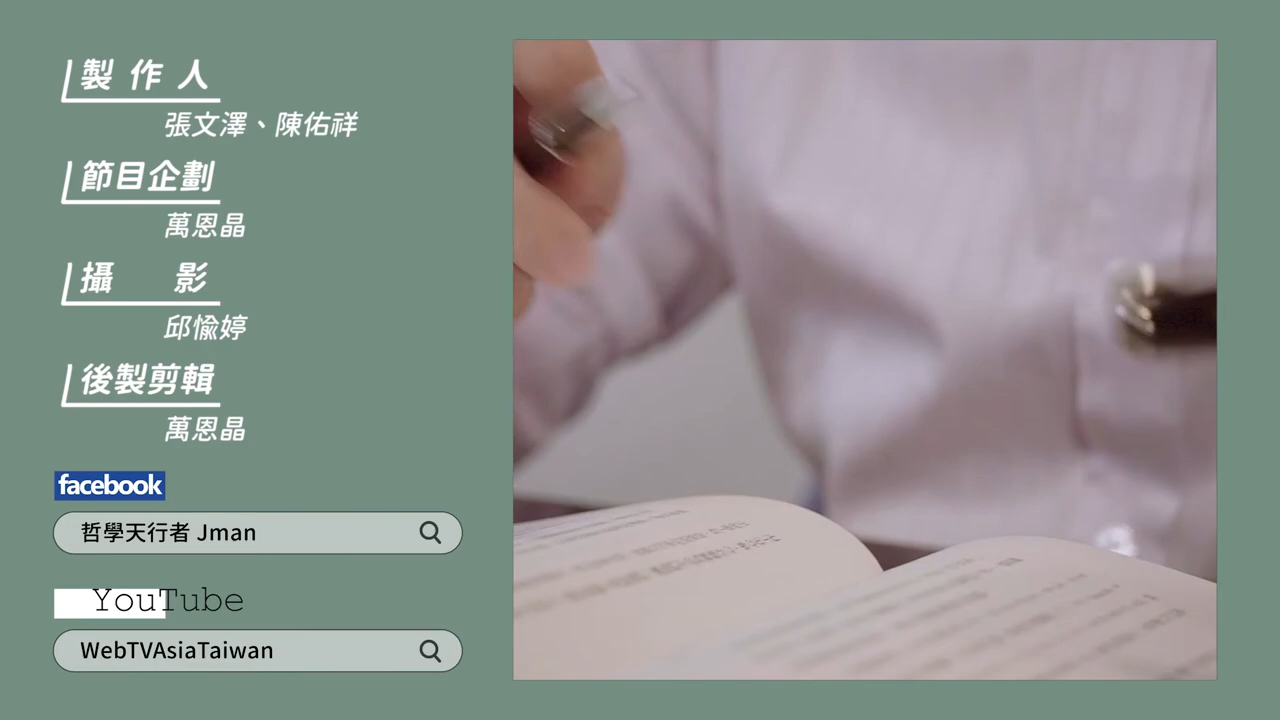 製作人
張文澤、陳佑祥
節目企劃
萬恩晶
攝影
邱愉婷
後製剪輯
萬恩晶
facebook
哲學天行者 Jman
YouTube
WebTVAsiaTaiwan